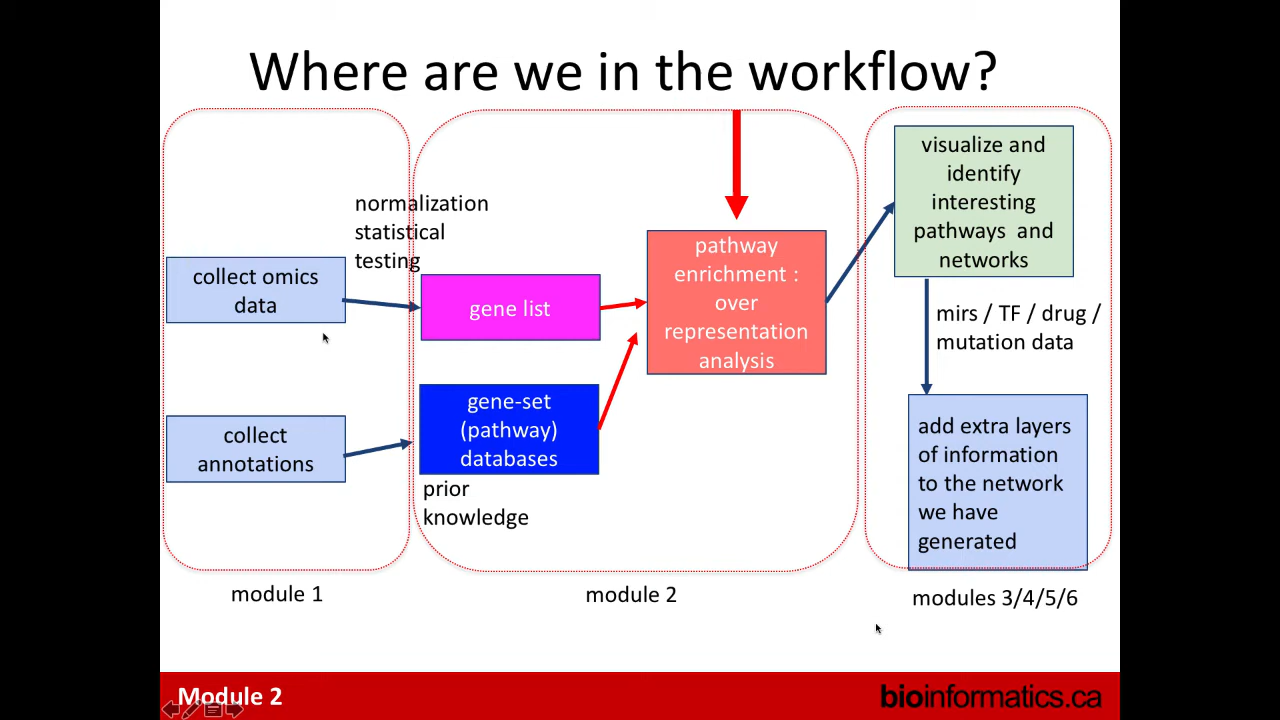 Where are we in the workflow?
normalization
statistical
testing
collect omics
data
gene list
pathway
enrichment :
over
representation
analysis
visualize and
identify
interesting
pathways and
networks
mirs / TF / drug /
mutation data
collect
annotations
gene-set
(pathway)
databases
prior
knowledge
add extra layers
of information
to the network
we have
generated
module 1
module 2
modules 3/4/5/6
Module 2
bioinformatics.ca